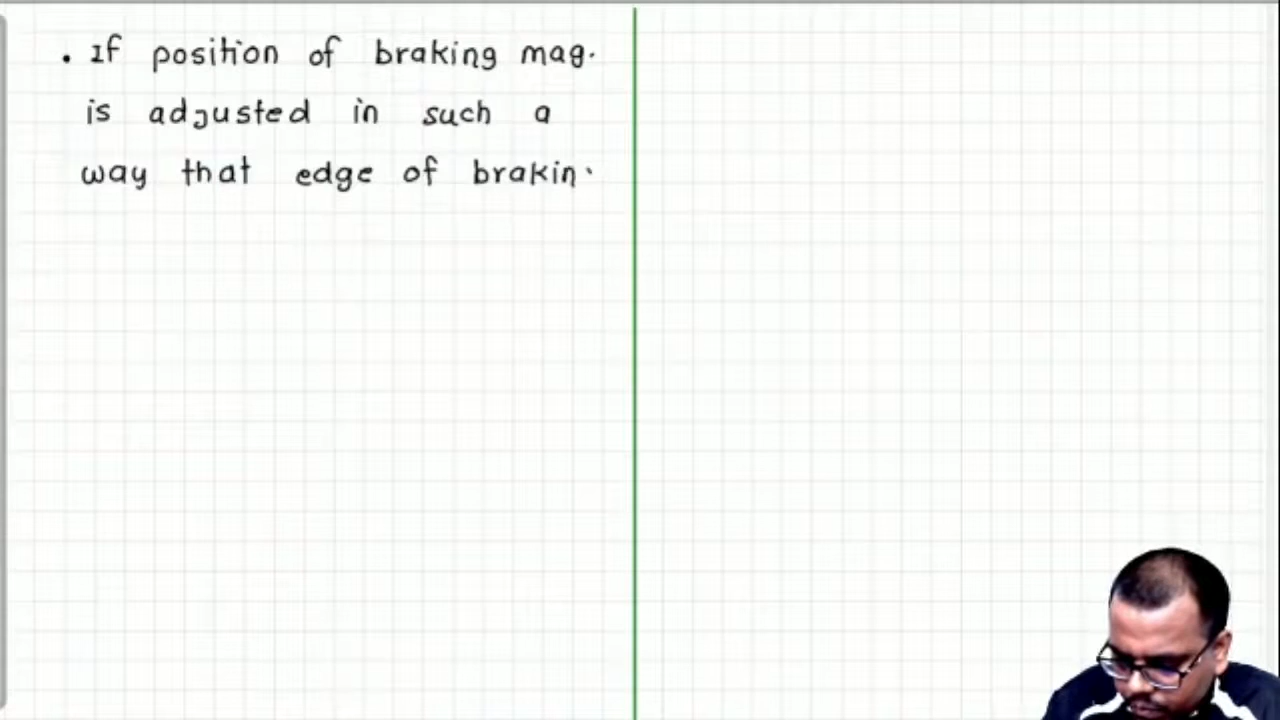 . If position of braking mag.
is adjusted in such a
way that edge of brakin.